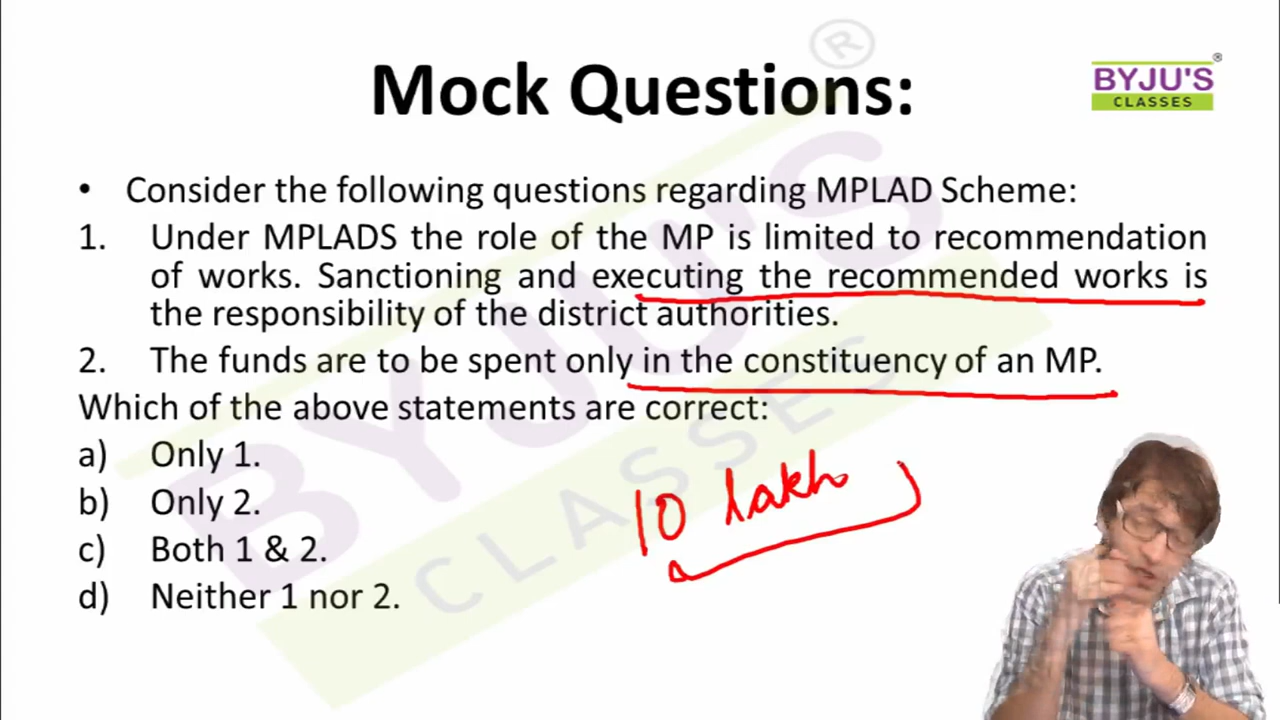 Mock Questions:
BYJU'S
CLASSES
• Consider the following questions regarding MPLAD Scheme:
1. Under MPLADS the role of the MP is limited to recommendation
of works. Sanctioning and executing the recommended works is
the responsibility of the district authorities.
2. The funds are to be spent only in the constituency of an MP.
Which of the above statements are correct:
a) Only 1.
b) Only 2.
c) Both 1 & 2.
d) Neither 1 nor 2.
10 lakh
BYJU'S
CLASSES
®